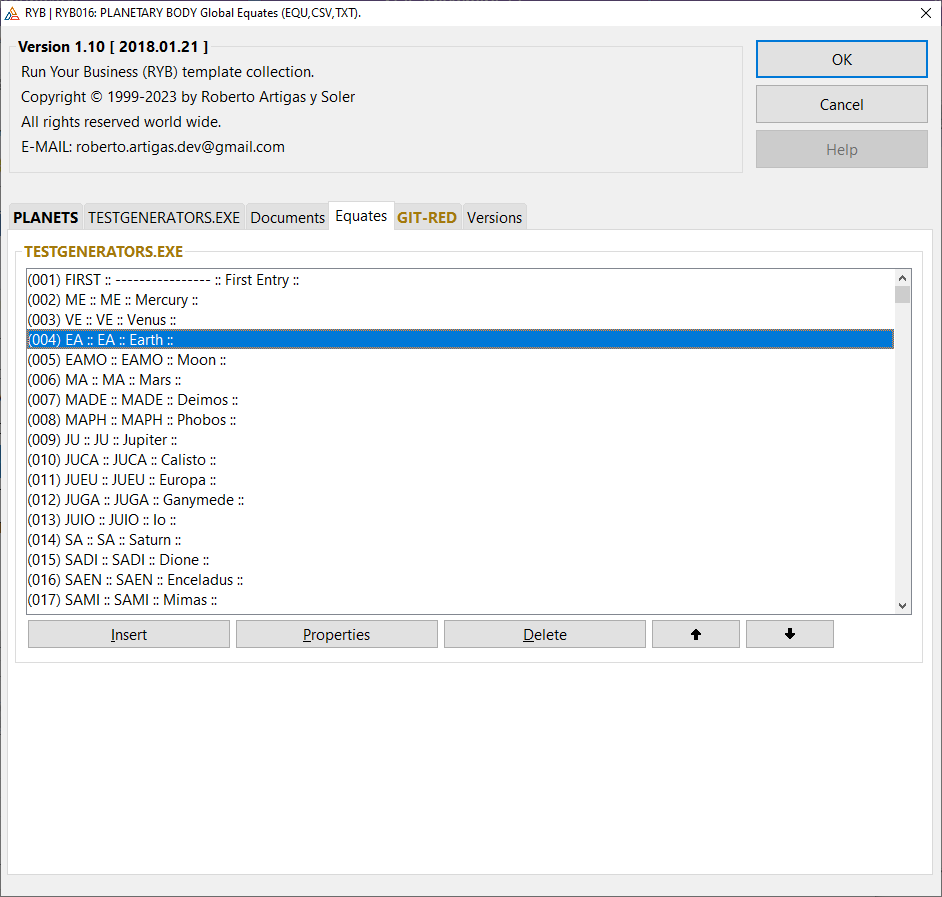 RYB | RYB016: PLANETARY BODY Global Equates (EQU,CSV,TXT).
Version 1.10 [ 2018.01.21 ]
Run Your Business (RYB) template collection.
Copyright © 1999-2023 by Roberto Artigas y Soler
All rights reserved world wide.
E-MAIL: roberto.artigas.dev@gmail.com
OK
Cancel
Help
PLANETS TESTGENERATORS.EXE Documents Equates GIT-RED Versions
TESTGENERATORS.EXE
(001) FIRST :: ---------------- :: First Entry ::
(002) ME :: ME :: Mercury ::
(003) VE :: VE :: Venus ::
(004) EA :: EA :: Earth ::
(005) EAMO :: EAMO :: Moon ::
(006) MA :: MA :: Mars ::
(007) MADE :: MADE :: Deimos ::
(008) MAPH :: MAPH :: Phobos ::
(009) JU :: JU :: Jupiter ::
(010) JUCA :: JUCA :: Calisto ::
(011) JUEU :: JUEU :: Europa ::
(012) JUGA :: JUGA :: Ganymede ::
(013) JUIO :: JUIO :: Io ::
(014) SA :: SA :: Saturn ::
(015) SADI :: SADI :: Dione ::
(016) SAEN :: SAEN :: Enceladus ::
(017) SAMI :: SAMI :: Mimas ::
Insert Properties Delete